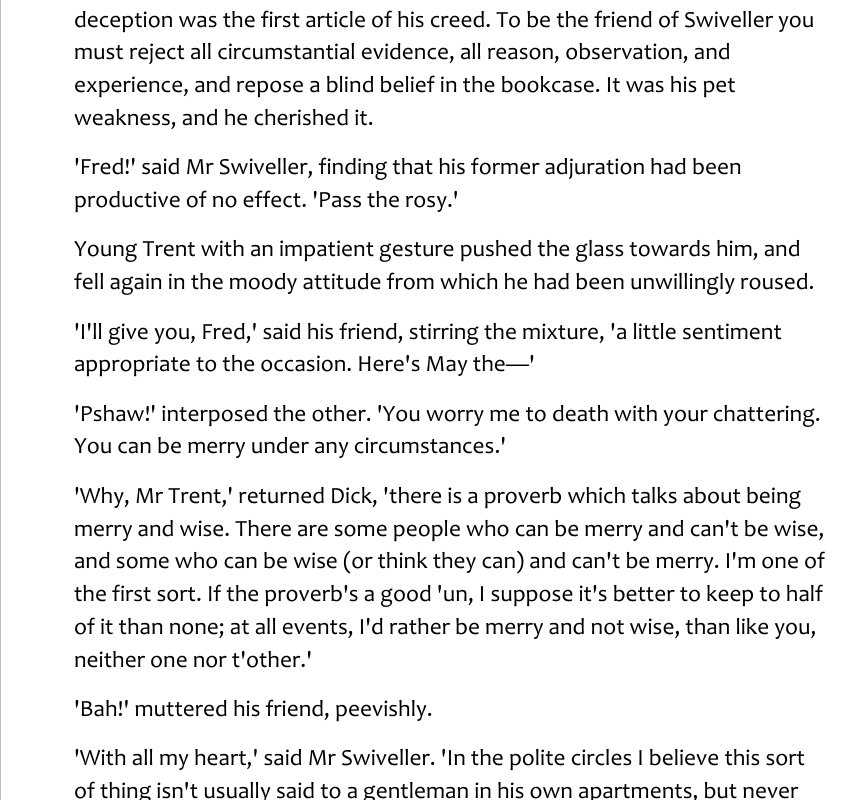 deception was the first article of his creed. To be the friend of Swiveller you
must reject all circumstantial evidence, all reason, observation, and
experience, and repose a blind belief in the bookcase. It was his pet
weakness, and he cherished it.
'Fred!' said Mr Swiveller, finding that his former adjuration had been
productive of no effect. 'Pass the rosy.'
Young Trent with an impatient gesture pushed the glass towards him, and
fell again in the moody attitude from which he had been unwillingly roused.
'I'll give you, Fred,' said his friend, stirring the mixture, 'a little sentiment
appropriate to the occasion. Here's May the—'
'Pshaw!' interposed the other. 'You worry me to death with your chattering.
You can be merry under any circumstances.'
'Why, Mr Trent,' returned Dick, 'there is a proverb which talks about being
merry and wise. There are some people who can be merry and can't be wise,
and some who can be wise (or think they can) and can't be merry. I'm one of
the first sort. If the proverb's a good 'un, I suppose it's better to keep to half
of it than none; at all events, I'd rather be merry and not wise, than like you,
neither one nor t'other.'
'Bah!' muttered his friend, peevishly.
'With all my heart,' said Mr Swiveller. 'In the polite circles I believe this sort
of thing isn't usually said to a gentleman in his own apartments, but never